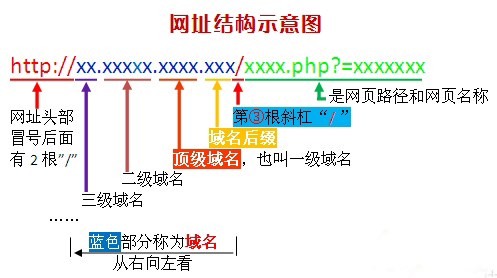 网址结构示意图
http://xx.xxxxx.xxxx.xxx/xxxx.php?=xxxxxxx
是网页路径和网页名称
网址头部
冒号后面
有2根"/"
第③根斜杠“/”
域名后缀
顶级域名，也叫一级域名
二级域名
三级域名
……
蓝色部分称为域名
从右向左看